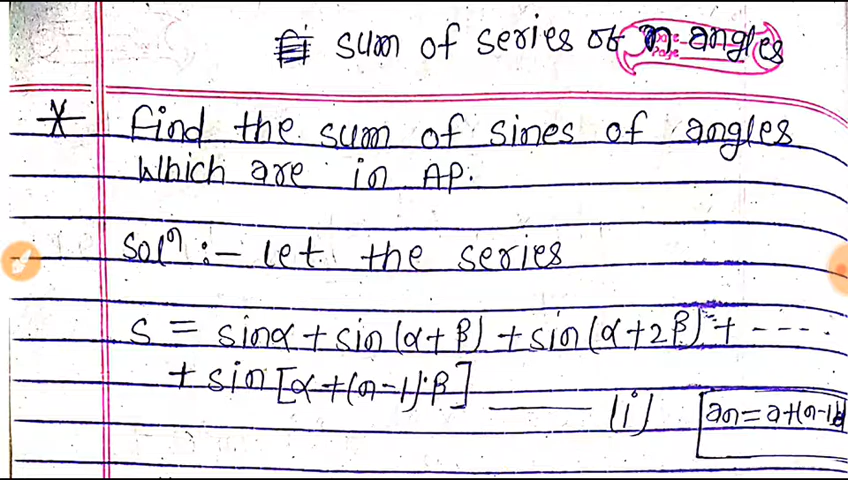 sum of series of n angles
* Find the sum of sines of angles
which are in AP.
Solⁿ :- let the series
S = sinα + sin(α+β) + sin(α+2β) + ----
+ sin[α+(n-1)·β] ——— (i)
an = a+(n-1)d